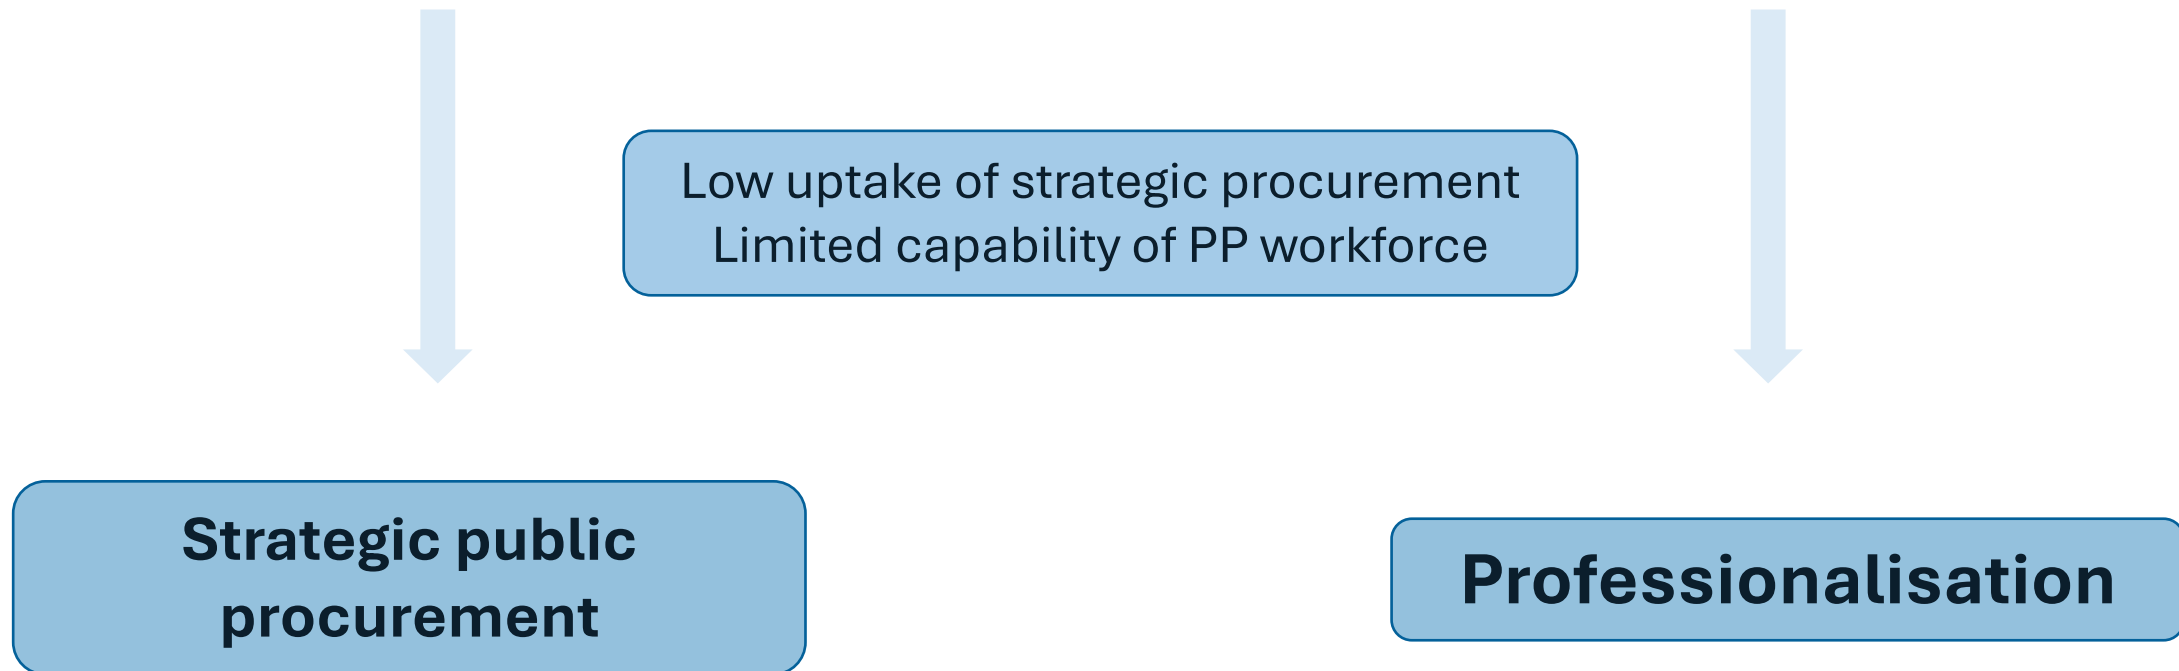 Low uptake of strategic procurement
Limited capability of PP workforce
Strategic public
procurement
Professionalisation